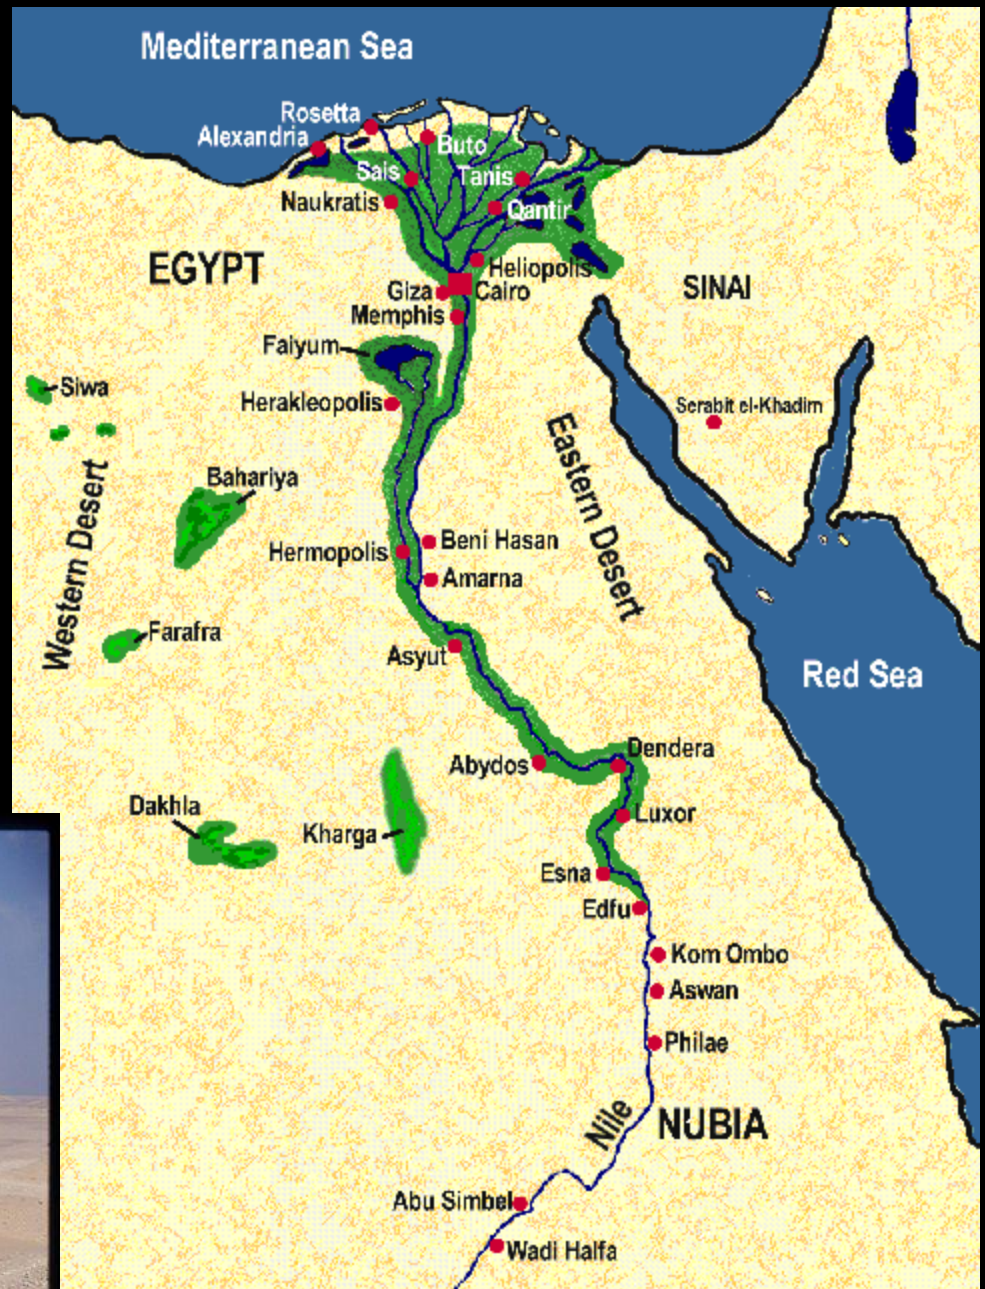 Mediterranean Sea
Rosetta
Alexandria
Buto
Sais
Tanis
Naukratis
Qantir
EGYPT
Heliopolis
SINAI
Giza
Cairo
Memphis
Faiyum
Siwa
Herakleopolis
Serabit el-Khadim
Eastern Desert
Western Desert
Bahariya
Beni Hasan
Hermopolis
Amarna
Farafra
Asyut
Red Sea
Dendera
Abydos
Dakhla
Luxor
Kharga
Esna
Edfu
Kom Ombo
Aswan
Philae
Nile
NUBIA
Abu Simbel
Wadi Halfa